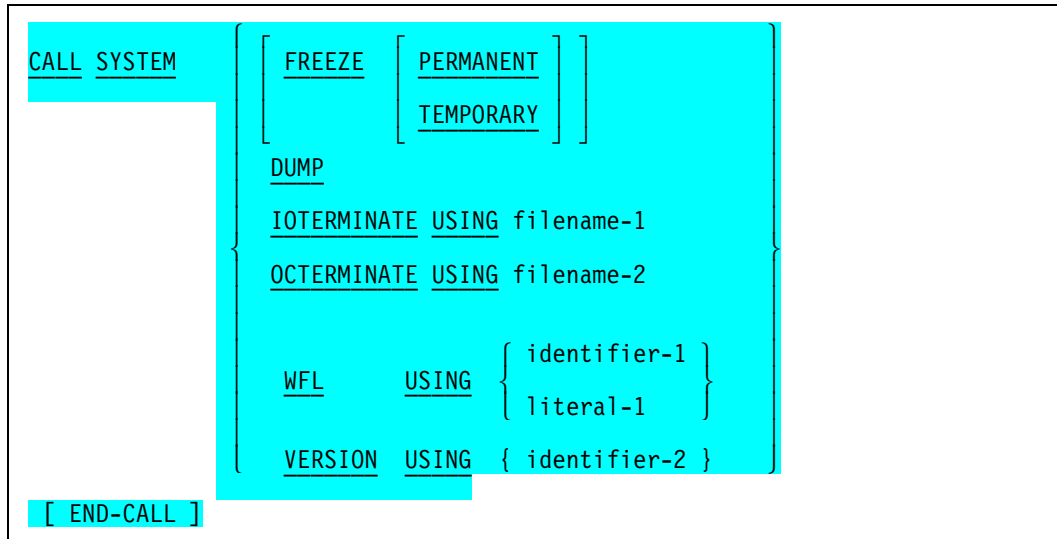 CALL SYSTEM [ FREEZE [ PERMANENT ] ]
TEMPORARY
DUMP
IOTERMINATE USING filename-1
OCTERMINATE USING filename-2
identifier-1
WFL USING
literal-1
VERSION USING { identifier-2 }
[ END-CALL ]